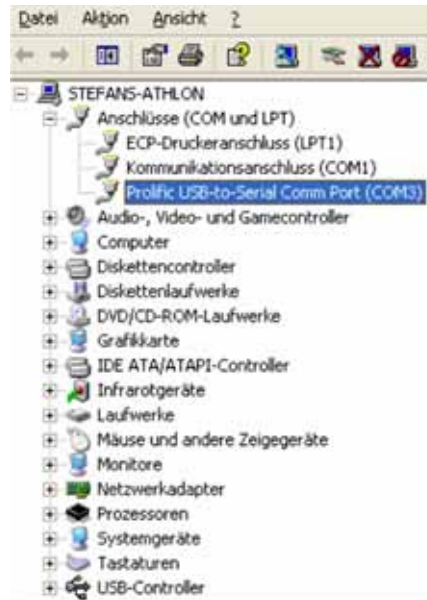 Datei Aktion Ansicht ?
STEFANS-ATHLON
Anschlüsse (COM und LPT)
ECP-Druckeranschluss (LPT1)
Kommunikationsanschluss (COM1)
Prolific USB-to-Serial Comm Port (COM3)
Audio-, Video- und Gamecontroller
Computer
Diskettencontroller
Diskettenlaufwerke
DVD/CD-ROM-Laufwerke
Grafikkarte
IDE ATA/ATAPI-Controller
Infrarotgeräte
Laufwerke
Mäuse und andere Zeigegeräte
Monitore
Netzwerkadapter
Prozessoren
Systemgeräte
Tastaturen
USB-Controller